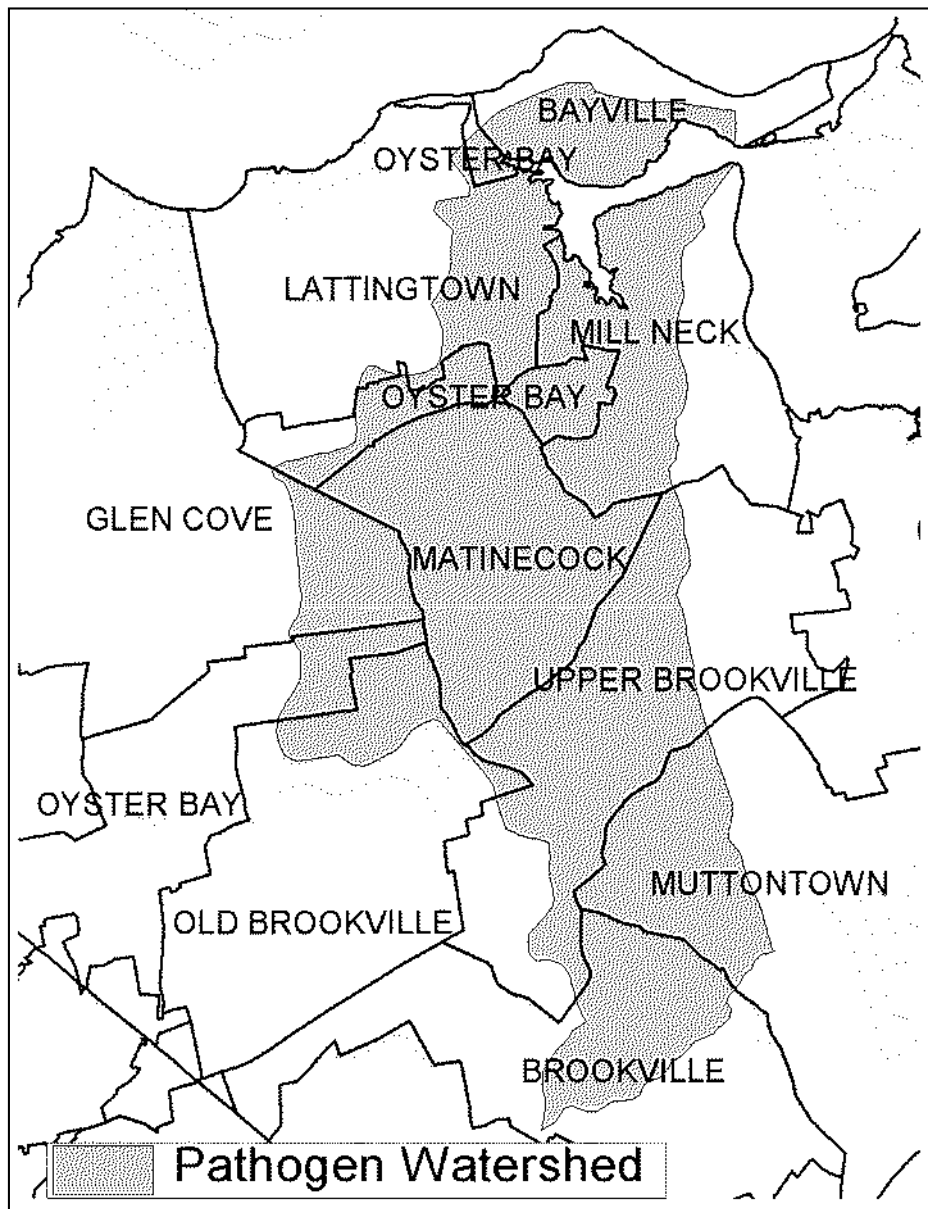 BAYVILLE
OYSTER BAY
LATTINGTOWN
MILL NECK
OYSTER BAY
GLEN COVE
MATINECOCK
UPPER BROOKVILLE
OYSTER BAY
MUTTONTOWN
OLD BROOKVILLE
BROOKVILLE
Pathogen Watershed